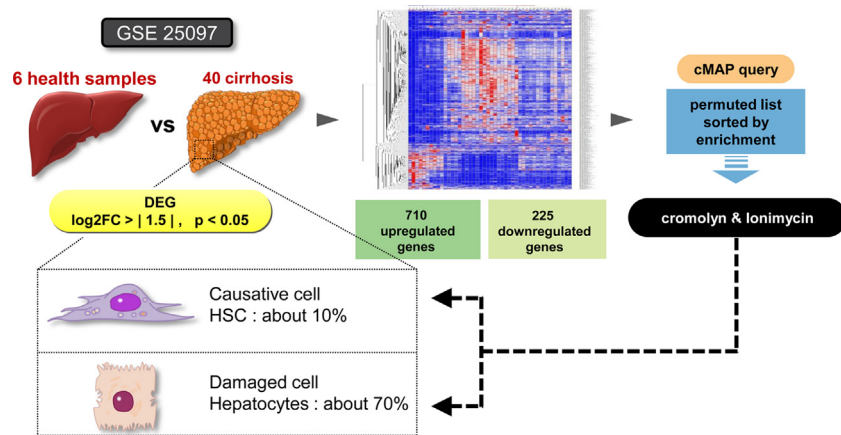 GSE 25097
6 health samples
40 cirrhosis
vs
DEG
log2FC > | 1.5 | , p < 0.05
710
upregulated
genes
225
downregulated
genes
cMAP query
permuted list
sorted by
enrichment
cromolyn & Ionimycin
Causative cell
HSC : about 10%
Damaged cell
Hepatocytes : about 70%